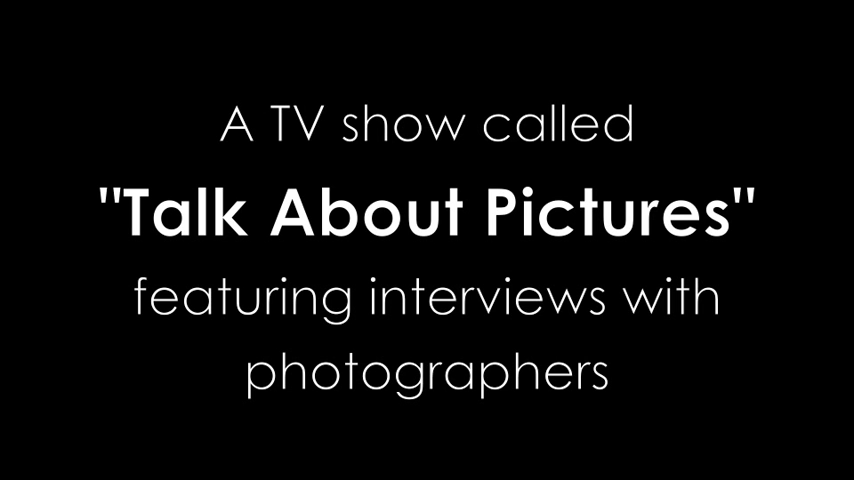 A TV show called
"Talk About Pictures"
featuring interviews with
photographers